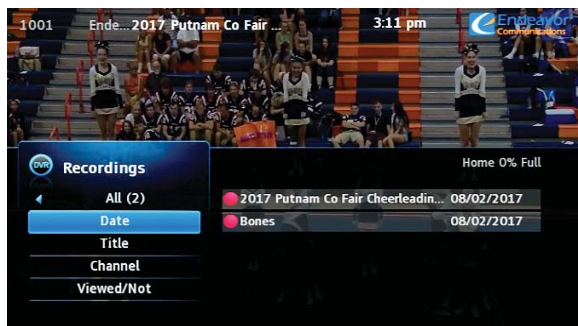 1001 Ende... 2017 Putnam Co Fair ... 3:11 pm Endeavor
Communications
DVR Recordings
Home 0% Full
All (2)
2017 Putnam Co Fair Cheerleadin... 08/02/2017
Date
Bones 08/02/2017
Title
Channel
Viewed/Not